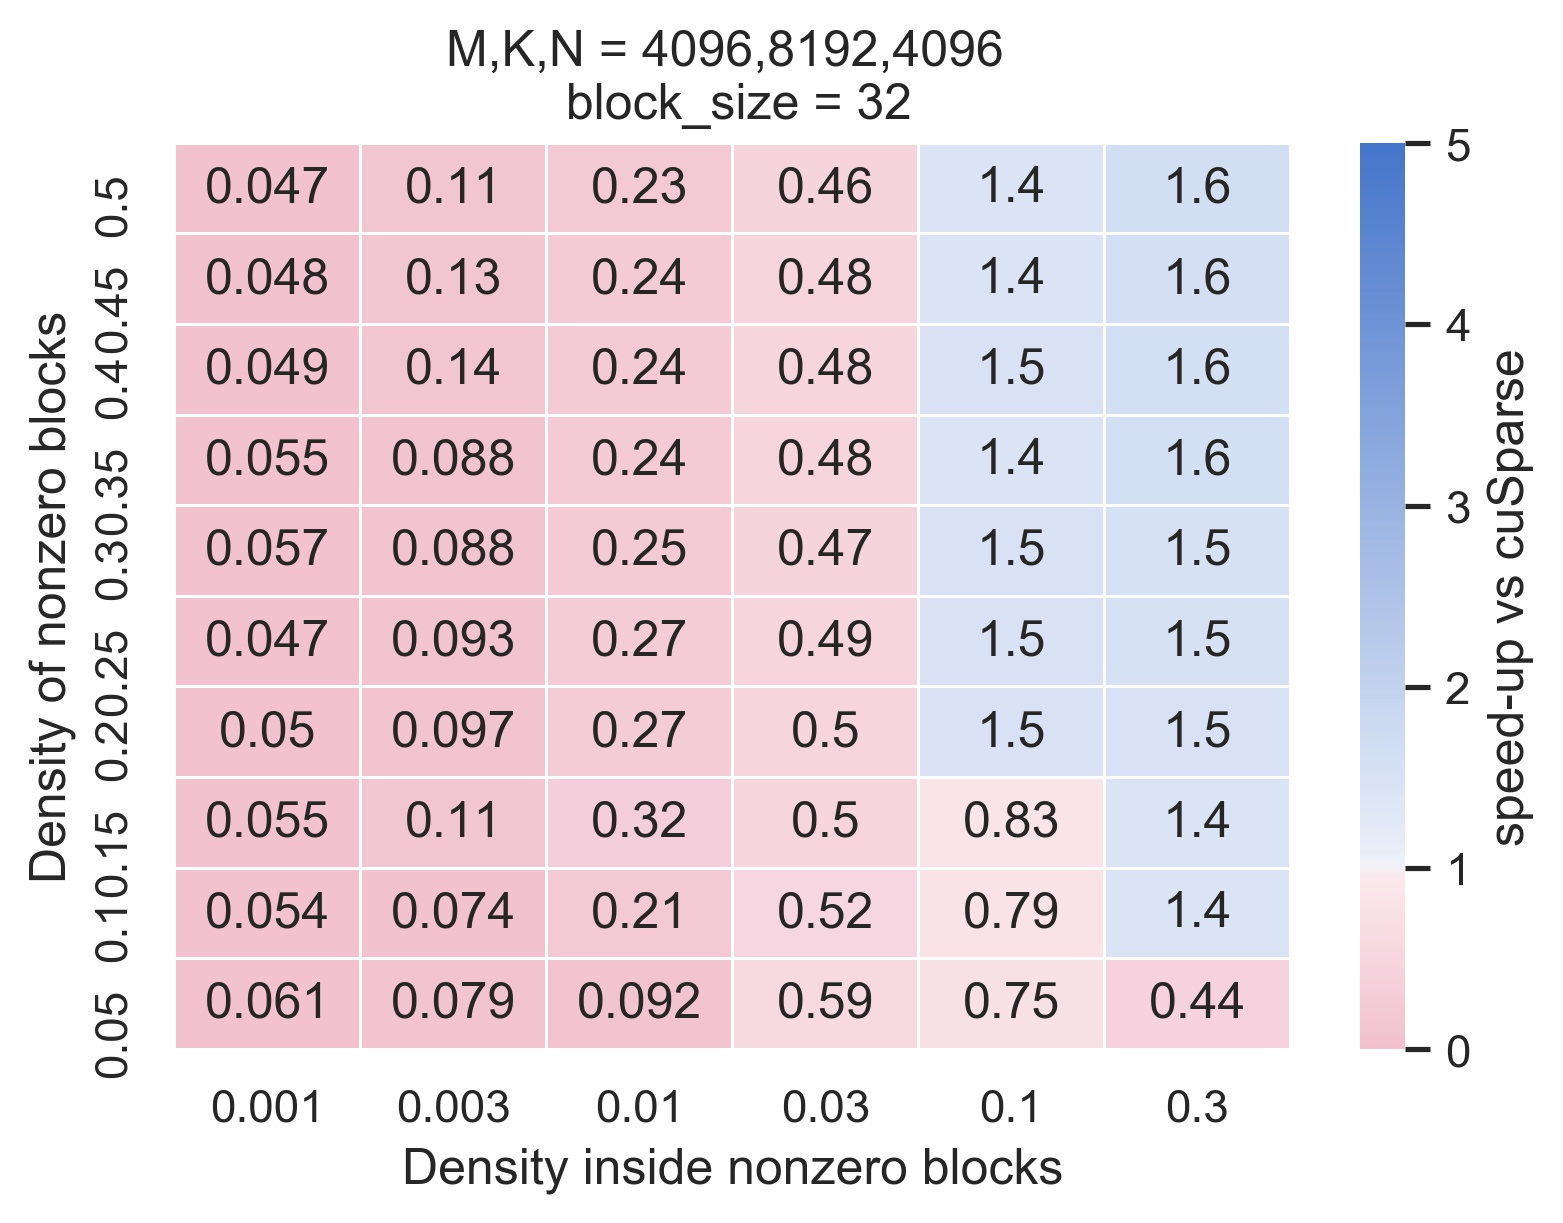 M,K,N = 4096,8192,4096
block_size = 32
Density of nonzero blocks
0.5 0.047 0.11 0.23 0.46 1.4 1.6
0.45 0.048 0.13 0.24 0.48 1.4 1.6
0.4 0.049 0.14 0.24 0.48 1.5 1.6
0.35 0.055 0.088 0.24 0.48 1.4 1.6
0.3 0.057 0.088 0.25 0.47 1.5 1.5
0.25 0.047 0.093 0.27 0.49 1.5 1.5
0.2 0.05 0.097 0.27 0.5 1.5 1.5
0.15 0.055 0.11 0.32 0.5 0.83 1.4
0.1 0.054 0.074 0.21 0.52 0.79 1.4
0.05 0.061 0.079 0.092 0.59 0.75 0.44
0.001 0.003 0.01 0.03 0.1 0.3
Density inside nonzero blocks
5
4
3
2
1
0
speed-up vs cuSparse